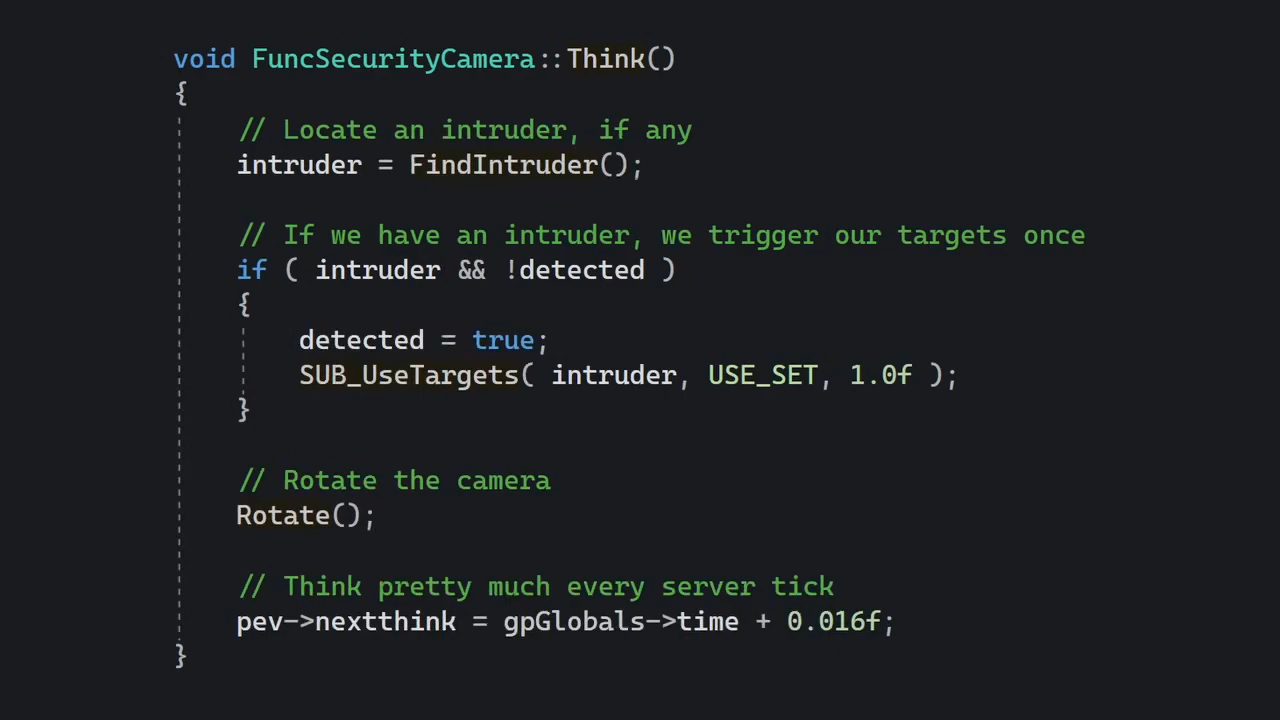 void FuncSecurityCamera::Think()
{
// Locate an intruder, if any
intruder = FindIntruder();
// If we have an intruder, we trigger our targets once
if ( intruder && !detected )
{
detected = true;
SUB_UseTargets( intruder, USE_SET, 1.0f );
}
// Rotate the camera
Rotate();
// Think pretty much every server tick
pev->nextthink = gpGlobals->time + 0.016f;
}